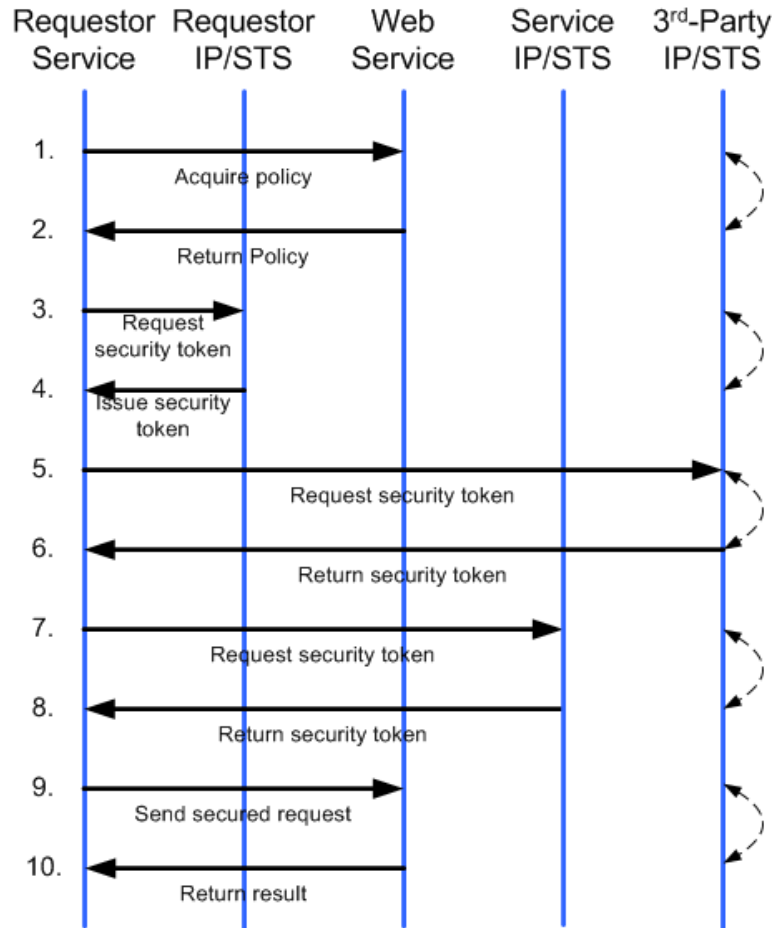 Requestor Service
Requestor IP/STS
Web Service
Service IP/STS
3rd-Party IP/STS
1.
Acquire policy
2.
Return Policy
3.
Request
security token
4.
Issue security
token
5.
Request security token
6.
Return security token
7.
Request security token
8.
Return security token
9.
Send secured request
10.
Return result